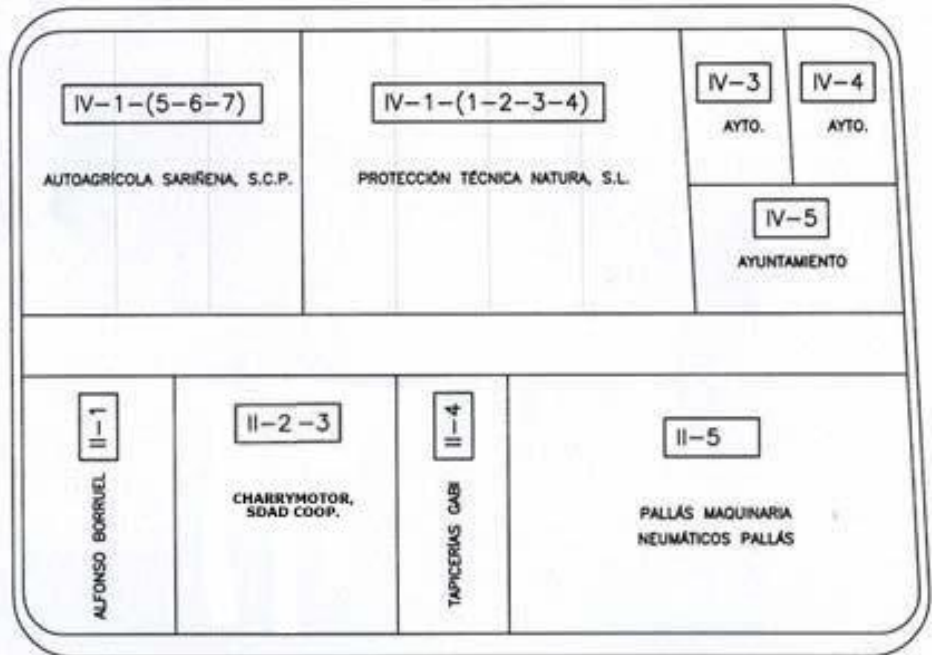 IV-1-(5-6-7)
AUTOAGRÍCOLA SARIÑENA, S.C.P.
IV-1-(1-2-3-4)
PROTECCIÓN TÉCNICA NATURA, S.L.
IV-3
AYTO.
IV-4
AYTO.
IV-5
AYUNTAMIENTO
II-1
ALFONSO BORRUEL
II-2-3
CHARRYMOTOR,
SDAD COOP.
II-4
TAPICERÍAS GABI
II-5
PALLÁS MAQUINARIA
NEUMÁTICOS PALLÁS